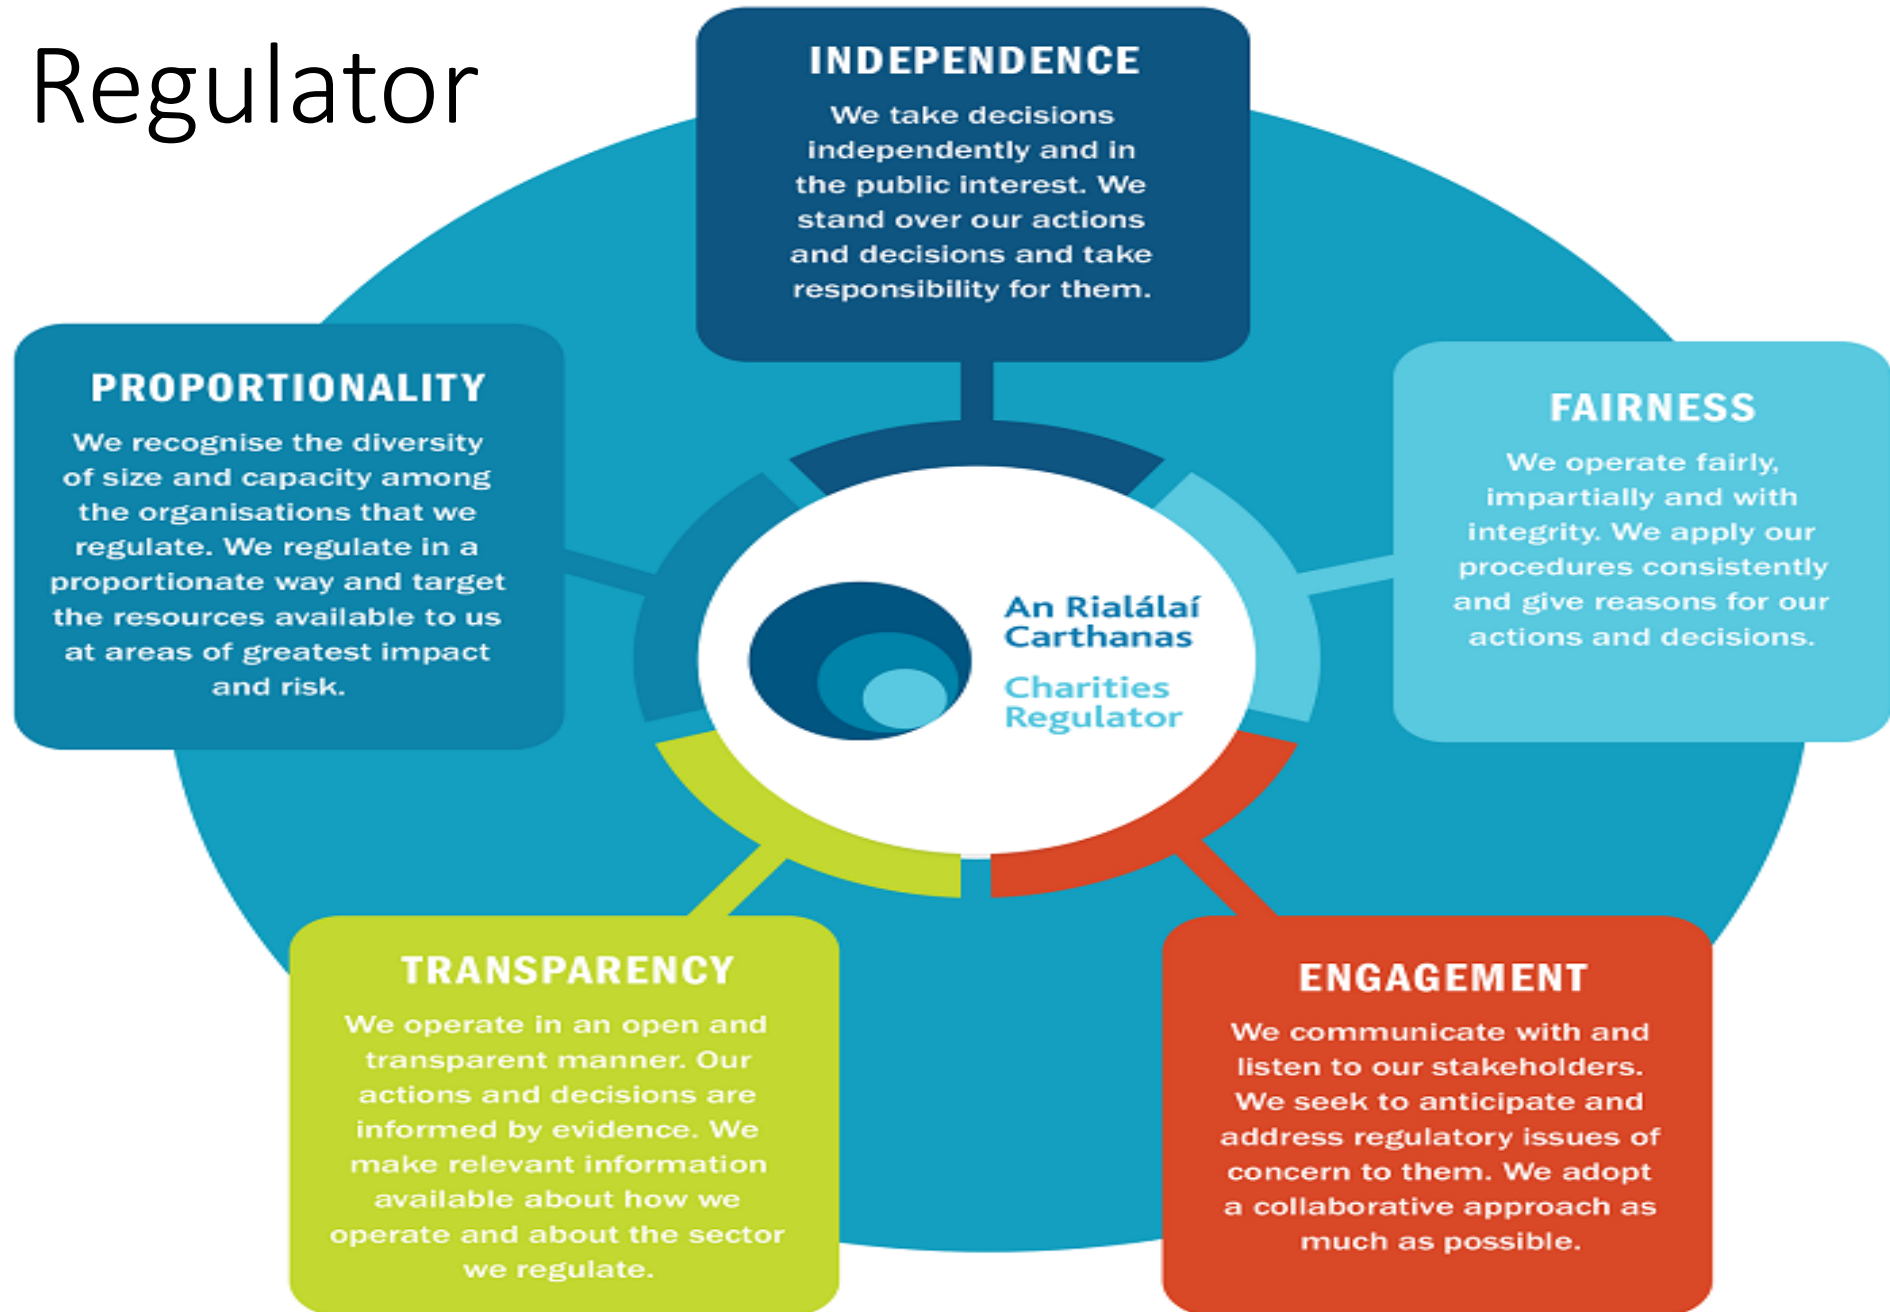 Regulator
INDEPENDENCE
We take decisions
independently and in
the public interest. We
stand over our actions
and decisions and take
responsibility for them.
PROPORTIONALITY
We recognise the diversity
of size and capacity among
the organisations that we
regulate. We regulate in a
proportionate way and target
the resources available to us
at areas of greatest impact
and risk.
FAIRNESS
We operate fairly,
impartially and with
integrity. We apply our
procedures consistently
and give reasons for our
actions and decisions.
An Rialálaí
Carthanas
Charities
Regulator
TRANSPARENCY
We operate in an open and
transparent manner. Our
actions and decisions are
informed by evidence. We
make relevant information
available about how we
operate and about the sector
we regulate.
ENGAGEMENT
We communicate with and
listen to our stakeholders.
We seek to anticipate and
address regulatory issues of
concern to them. We adopt
a collaborative approach as
much as possible.